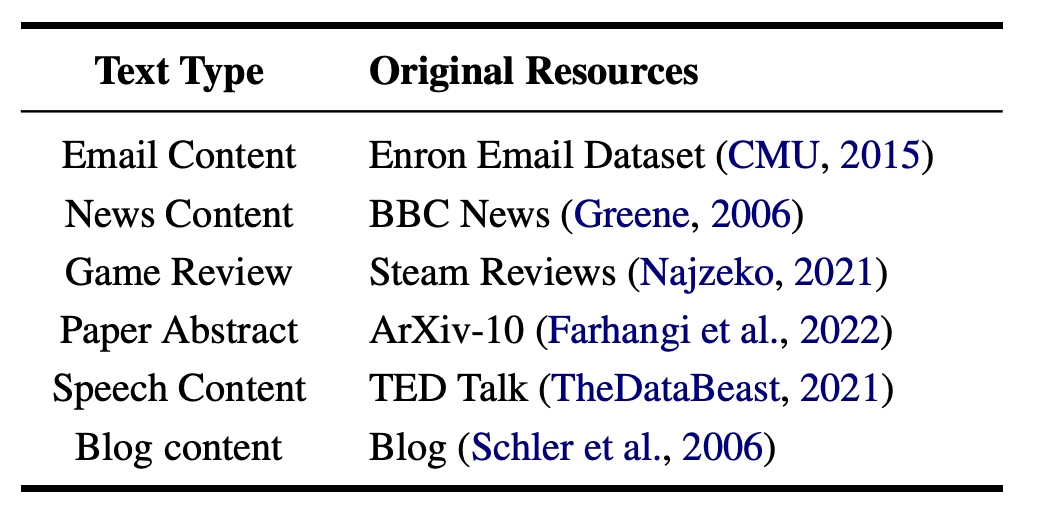 Text Type Original Resources
Email Content Enron Email Dataset (CMU, 2015)
News Content BBC News (Greene, 2006)
Game Review Steam Reviews (Najzeko, 2021)
Paper Abstract ArXiv-10 (Farhangi et al., 2022)
Speech Content TED Talk (TheDataBeast, 2021)
Blog content Blog (Schler et al., 2006)